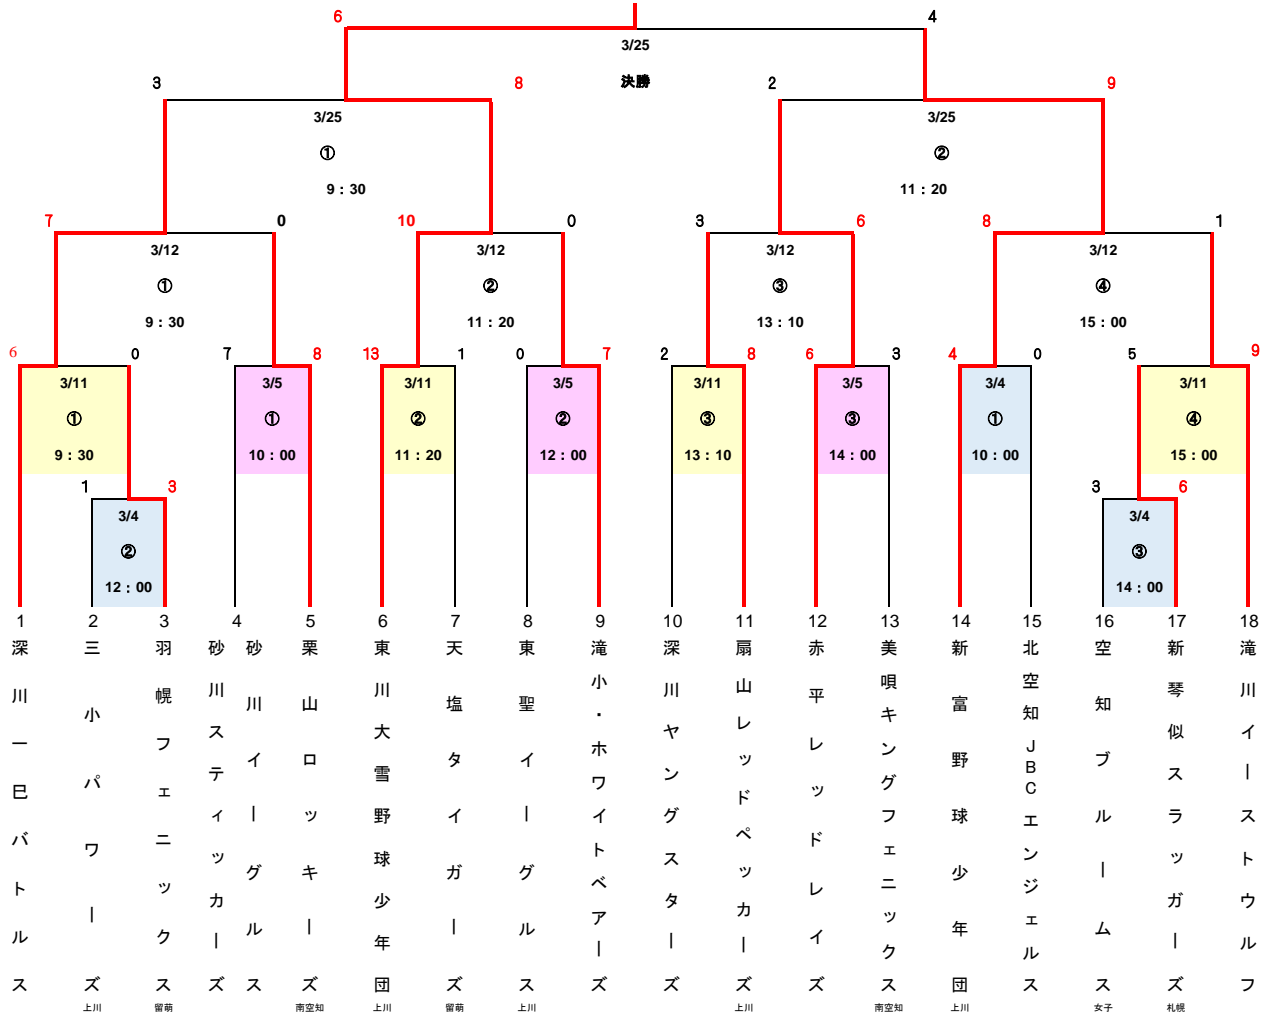 6 4
3/25
決勝
3 8 2 9
3/25 3/25
① ②
9：30 11：20
7 0 10 0 3 6 8 1
3/12 3/12 3/12 3/12
① ② ③ ④
9：30 11：20 13：10 15：00
6 0 7 8 13 1 0 7 2 8 6 3 4 0 5 9
3/11 3/5 3/11 3/5 3/11 3/5 3/4 3/11
① ① ② ② ③ ③ ① ④
9：30 10：00 11：20 12：00 13：10 14：00 10：00 15：00
1 3 3 6
3/4 3/4
② ③
12：00 14：00
1 2 3 4 5 6 7 8 9 10 11 12 13 14 15 16 17 18
深川一巳バトルス
三小パワーズ
上川
羽幌フェニックス
留萌
砂川スティッカーズ
砂川イーグルス
栗山ロッキーズ
南空知
東川大雪野球少年団
上川
天塩タイガーズ
留萌
東聖イーグルス
上川
滝小・ホワイトベアーズ
深川ヤングスターズ
扇山レッドペッカーズ
上川
赤平レッドレイズ
美唄キングフェニックス
南空知
新富野球少年団
上川
北空知JBCエンジェルス
空知ブルームス
女子
新琴似スラッガーズ
札幌
滝川イーストウルフ